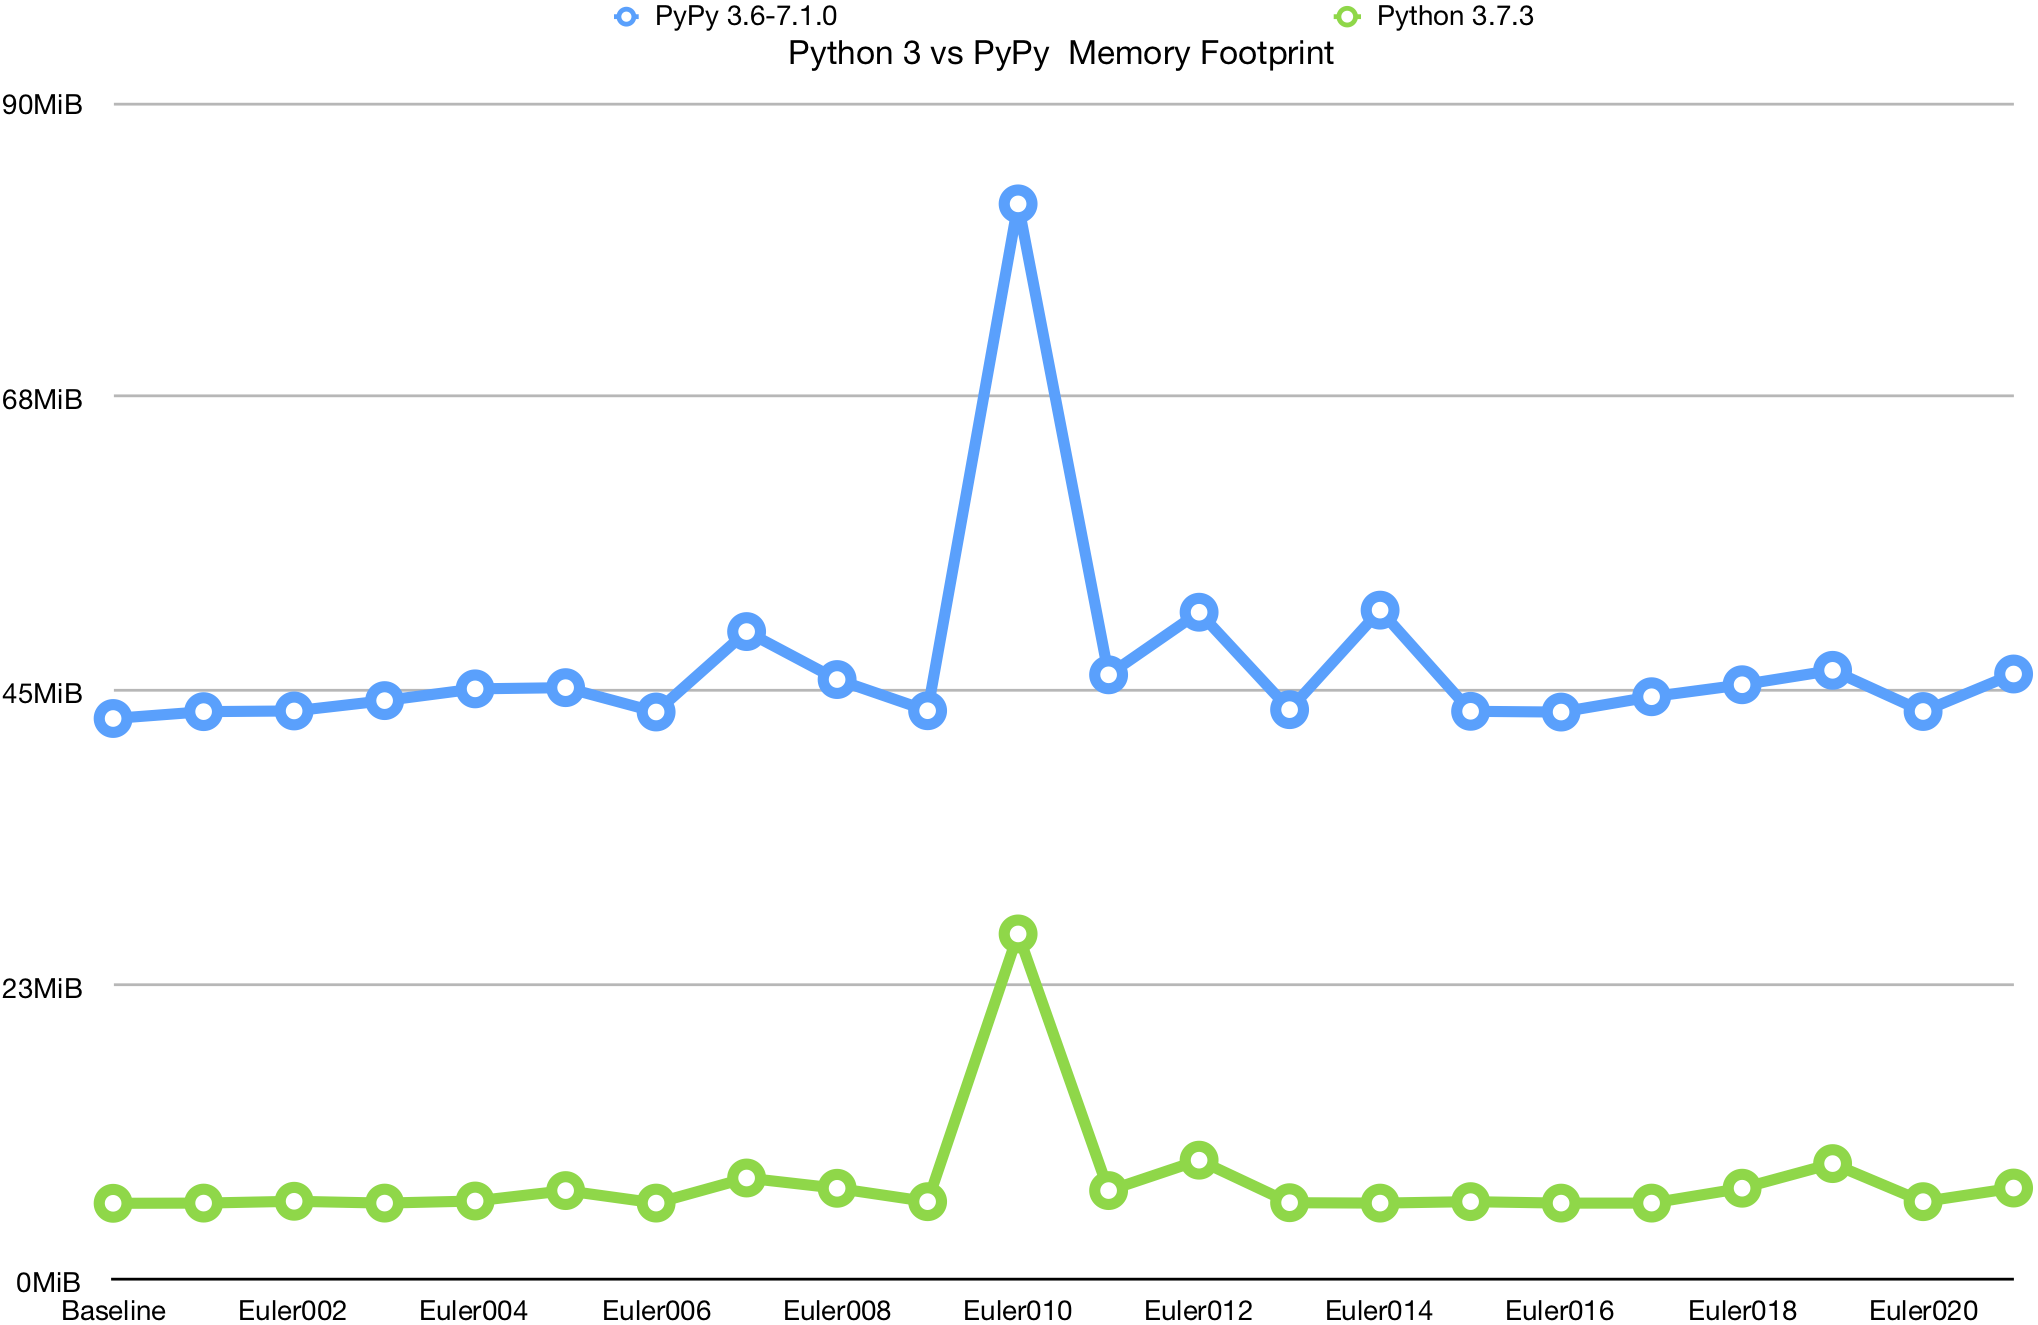 PyPy 3.6-7.1.0
Python 3.7.3
Python 3 vs PyPy  Memory Footprint
90MiB
68MiB
45MiB
23MiB
0MiB
Baseline
Euler002
Euler004
Euler006
Euler008
Euler010
Euler012
Euler014
Euler016
Euler018
Euler020